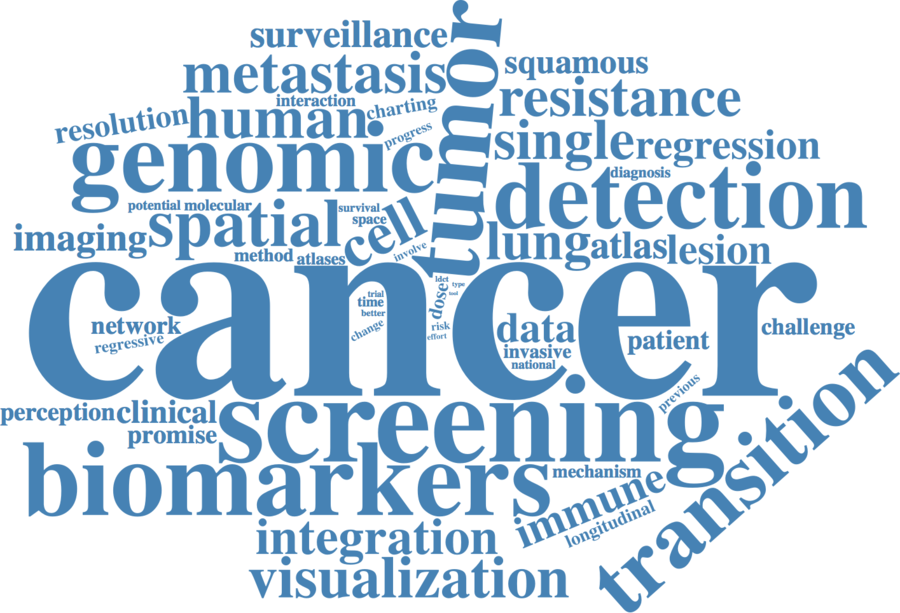 surveillance
tumor
metastasis
squamous
interaction
charting
resistance
resolution
human
progress
genomic
single
regression
diagnosis
detection
potential
molecular
survival
space
spatial
cell
imaging
method
atlases
involve
lung
atlas
lesion
cancer
ldct
type
tool
dose
trial
time
better
change
risk
effort
network
regressive
data
invasive
national
patient
challenge
previous
perception
clinical
promise
screening
transition
biomarkers
mechanism
immune
longitudinal
integration
visualization